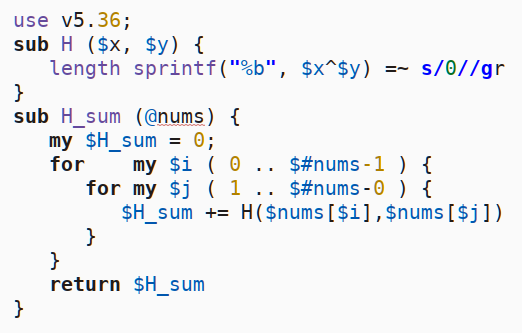 use v5.36;
sub H ($x, $y) {
   length sprintf("%b", $x^$y) =~ s/0//gr
}
sub H_sum (@nums) {
   my $H_sum = 0;
   for    my $i ( 0 .. $#nums-1 ) {
      for my $j ( 1 .. $#nums-0 ) {
         $H_sum += H($nums[$i],$nums[$j])
      }
   }
   return $H_sum
}